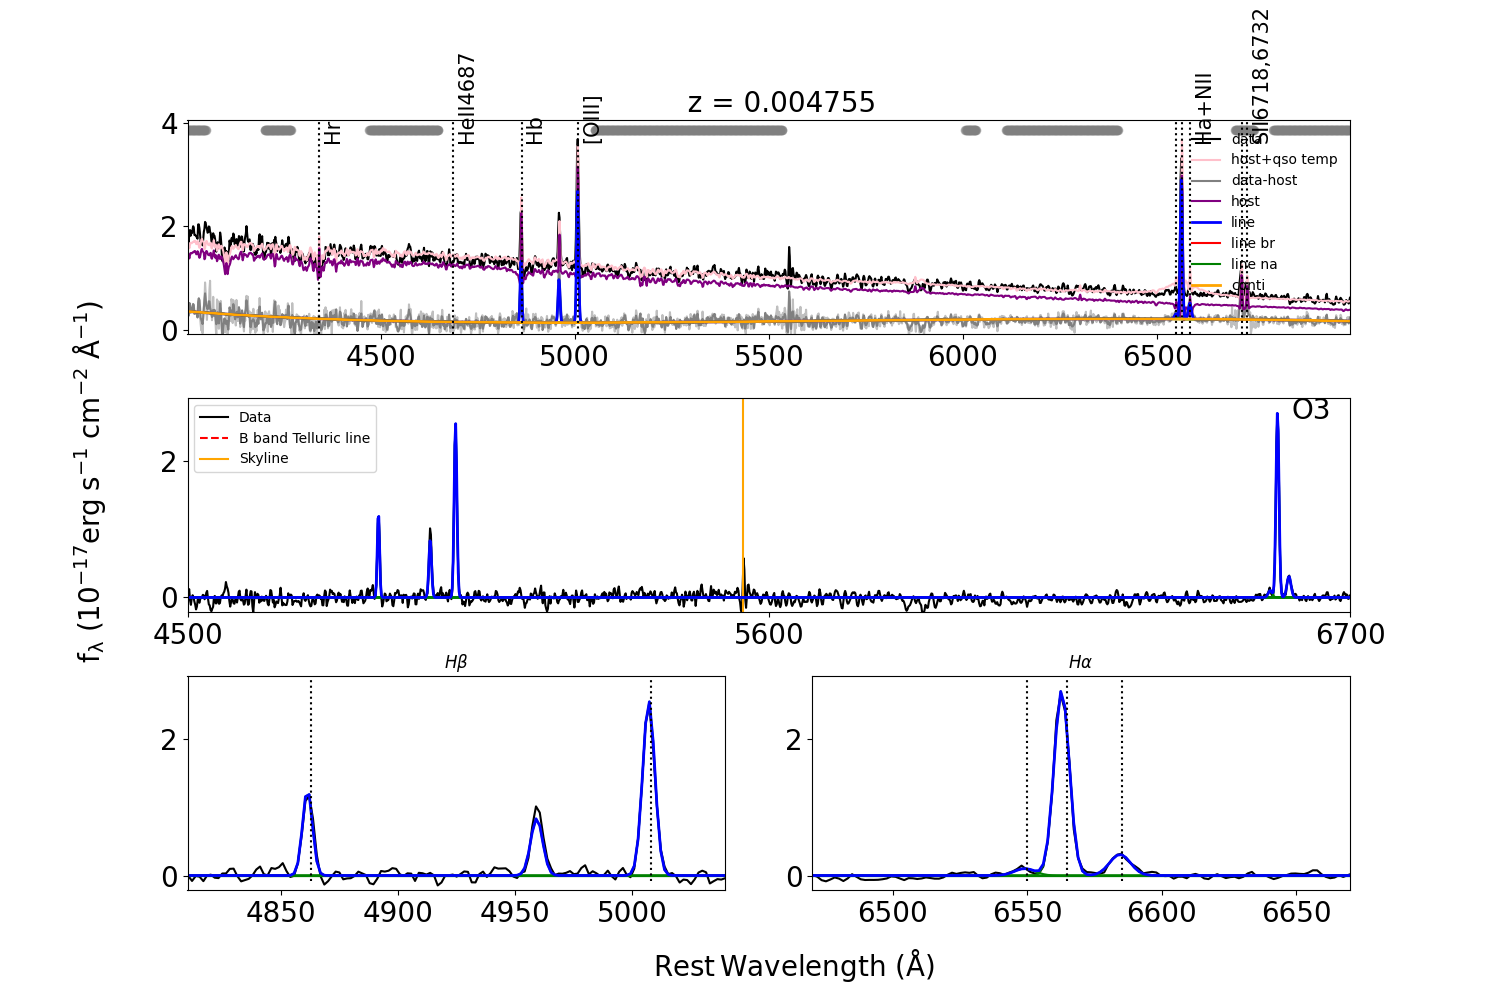 z = 0.004755
Hr
HeII4687
Hb
[OIII]
Ha+NII
SII6718,6732
data
host+qso temp
data-host
host
line
line br
line na
conti
4
2
0
4500
5000
5500
6000
6500
fλ (10−17erg s−1 cm−2 Å−1)
Data
B band Telluric line
Skyline
O3
2
0
4500
5600
6700
Hβ
2
0
4850
4900
4950
5000
Hα
2
0
6500
6550
6600
6650
Rest Wavelength (Å)